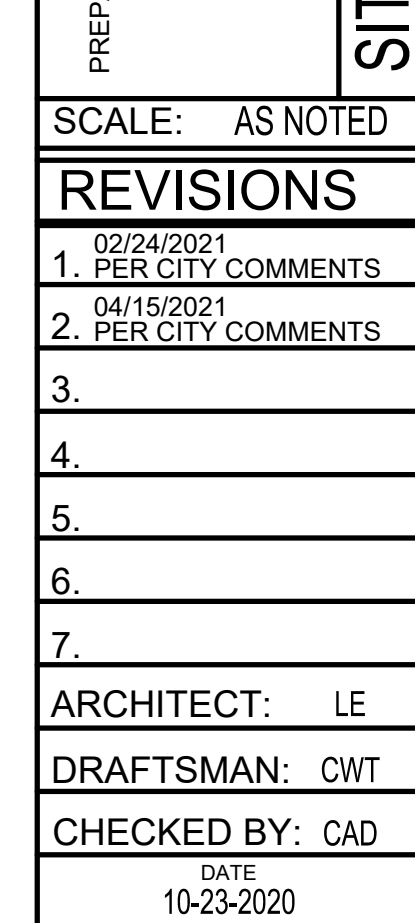 PREPA
SIT
SCALE: AS NOTED
REVISIONS
1. 02/24/2021
PER CITY COMMENTS
2. 04/15/2021
PER CITY COMMENTS
3.
4.
5.
6.
7.
ARCHITECT: LE
DRAFTSMAN: CWT
CHECKED BY: CAD
DATE
10-23-2020